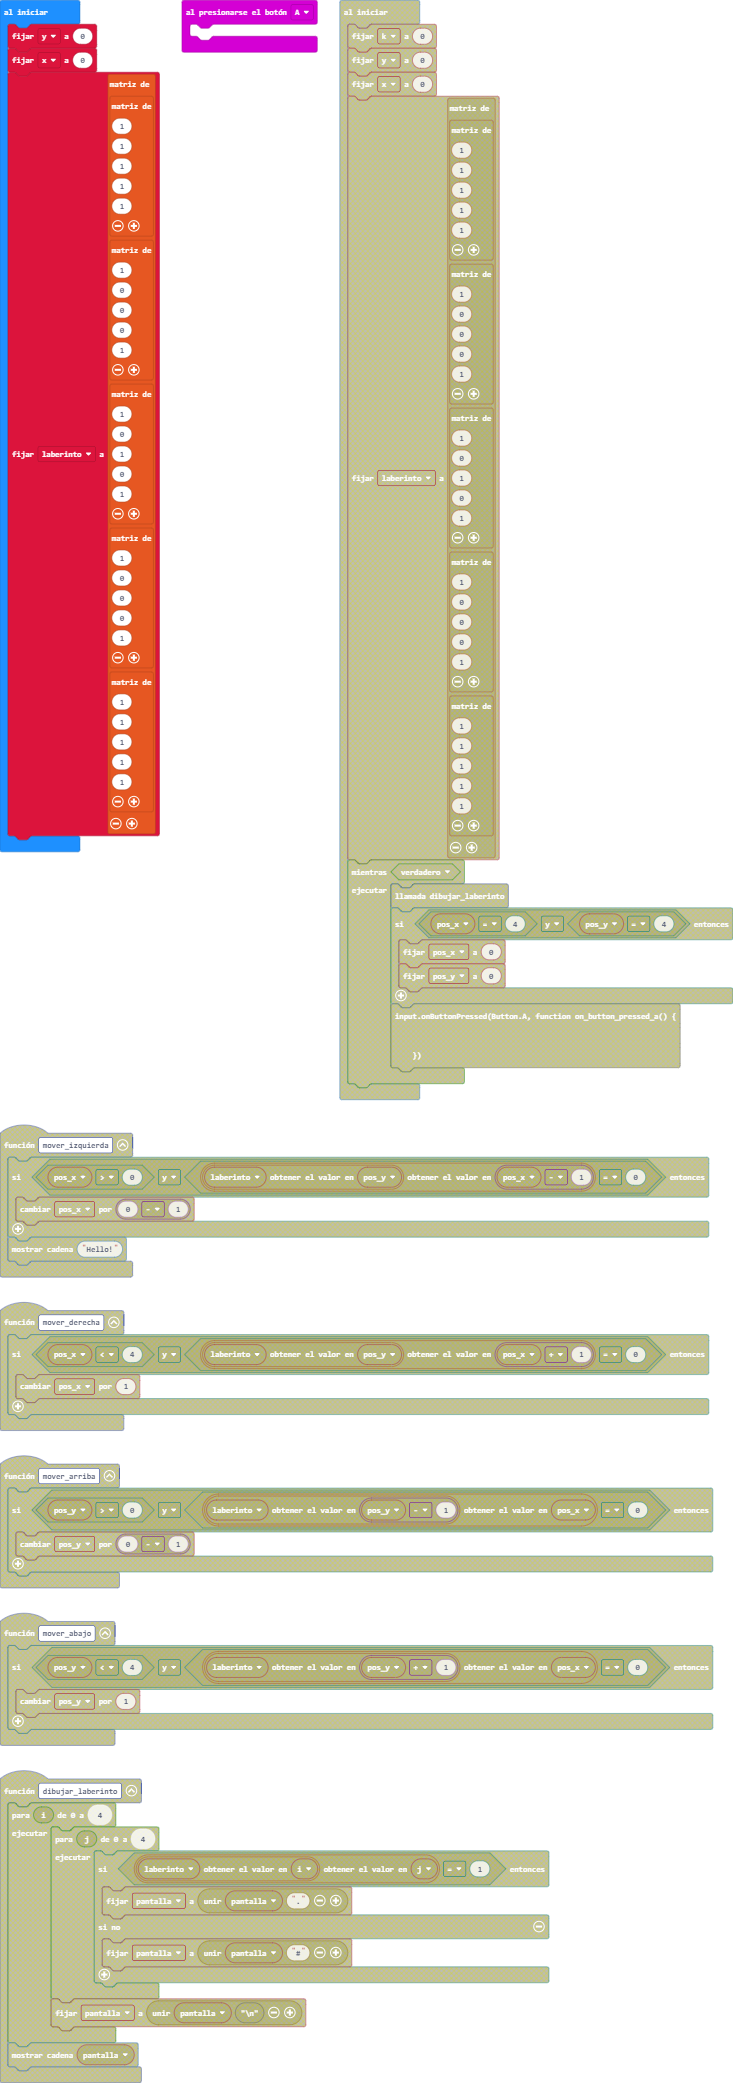 al iniciar
fijar y a 0
fijar x a 0
fijar laberinto a
matriz de
matriz de
1
1
1
1
1
matriz de
1
0
0
0
1
matriz de
1
0
1
0
1
matriz de
1
0
0
0
1
matriz de
1
1
1
1
1
al presionarse el botón A
al iniciar
fijar k a 0
fijar y a 0
fijar x a 0
fijar laberinto a
matriz de
matriz de
1
1
1
1
1
matriz de
1
0
0
0
1
matriz de
1
0
1
0
1
matriz de
1
0
0
0
1
matriz de
1
1
1
1
1
mientras verdadero
ejecutar
llamada dibujar_laberinto
si pos_x = 4 y pos_y = 4 entonces
fijar pos_x a 0
fijar pos_y a 0
input.onButtonPressed(Button.A, function on_button_pressed_a() {
})
función mover_izquierda
si pos_x > 0 y laberinto obtener el valor en pos_y obtener el valor en pos_x - 1 = 0 entonces
cambiar pos_x por 0 - 1
mostrar cadena "Hello!"
función mover_derecha
si pos_x < 4 y laberinto obtener el valor en pos_y obtener el valor en pos_x + 1 = 0 entonces
cambiar pos_x por 1
función mover_arriba
si pos_y > 0 y laberinto obtener el valor en pos_y - 1 obtener el valor en pos_x = 0 entonces
cambiar pos_y por 0 - 1
función mover_abajo
si pos_y < 4 y laberinto obtener el valor en pos_y + 1 obtener el valor en pos_x = 0 entonces
cambiar pos_y por 1
función dibujar_laberinto
para i de 0 a 4
ejecutar
para j de 0 a 4
ejecutar
si laberinto obtener el valor en i obtener el valor en j = 1 entonces
fijar pantalla a unir pantalla "."
si no
fijar pantalla a unir pantalla "#"
fijar pantalla a unir pantalla "\n"
mostrar cadena pantalla